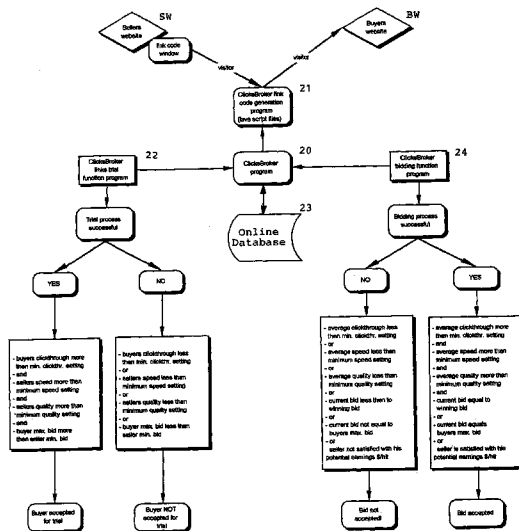 SW
BW
Sellers
website
Buyers
website
link code
window
visitor
visitor
21
ClicksBroker link
code generation
program
(java script files)
22
20
24
ClicksBroker
links trial
function program
ClicksBroker
program
ClicksBroker
bidding function
program
23
Online
Database
Trial process
successful
Bidding process
successful
YES
NO
NO
YES
- buyers clickthrough more
then min. clickthr. setting
- and
- sellers speed more than
minimum speed setting
- and
- sellers quality more than
minimum quality setting
- and
- buyer max. bid more
than seller min. bid
- buyers clickthrough less
then min. clickthr. setting
- or
- sellers speed less than
minimum speed setting
- or
- sellers quality less than
minimum quality setting
- or
- buyer max. bid less than
seller min. bid
- average clickthrough less
then min. clickthr. setting
- or
- average speed less than
minimum speed setting
- or
- average quality less than
minimum quality setting
- or
- current bid less then to
winning bid
- or
- current bid not equal to
buyers max. bid
- or
- seller not satisfied with his
potential earnings $/hit
- average clickthrough more
then min. clickthr. setting
- and
- average speed more than
minimum speed setting
- and
- average quality more than
minimum quality setting
- and
- current bid equal to
winning bid
- or
- current bid equals
buyers max. bid
- or
- seller is satisfied with his
potential earnings $/hit
Buyer accepted
for trial
Buyer NOT
accepted for
trial
Bid not
accepted!
Bid accepted